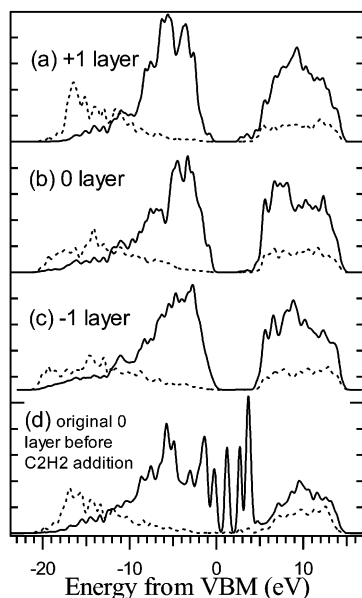 (a) +1 layer
(b) 0 layer
(c) -1 layer
(d) original 0
layer before
C2H2 addition
-20 -10 0 10
Energy from VBM (eV)